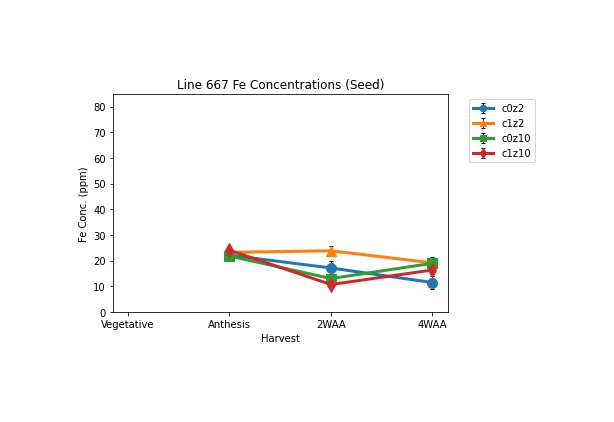 Line 667 Fe Concentrations (Seed)
Fe Conc. (ppm)
80
70
60
50
40
30
20
10
0
Vegetative Anthesis 2WAA 4WAA
Harvest
c0z2
c1z2
c0z10
c1z10